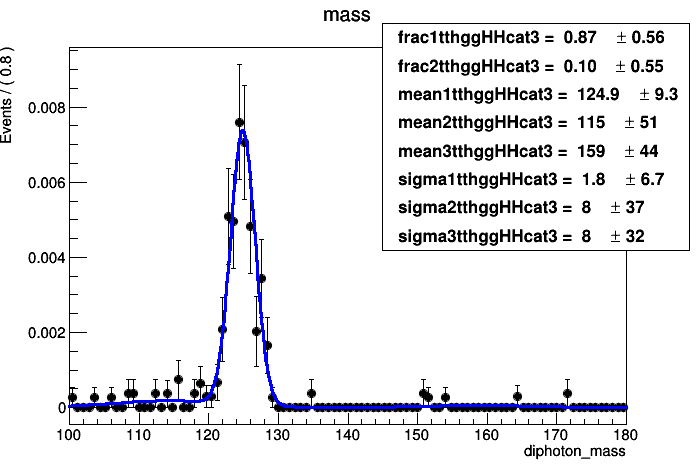 mass
frac1tthggHHcat3 = 0.87 ± 0.56
frac2tthggHHcat3 = 0.10 ± 0.55
mean1tthggHHcat3 = 124.9 ± 9.3
mean2tthggHHcat3 = 115 ± 51
mean3tthggHHcat3 = 159 ± 44
sigma1tthggHHcat3 = 1.8 ± 6.7
sigma2tthggHHcat3 = 8 ± 37
sigma3tthggHHcat3 = 8 ± 32
Events / ( 0.8 )
0.008
0.006
0.004
0.002
0
100 110 120 130 140 150 160 170 180
diphoton_mass